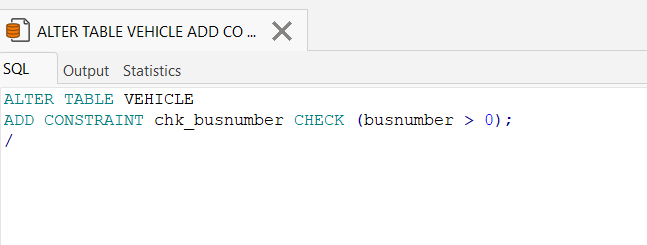 ALTER TABLE VEHICLE ADD CO ...
SQL Output Statistics
ALTER TABLE VEHICLE
ADD CONSTRAINT chk_busnumber CHECK (busnumber > 0);
/